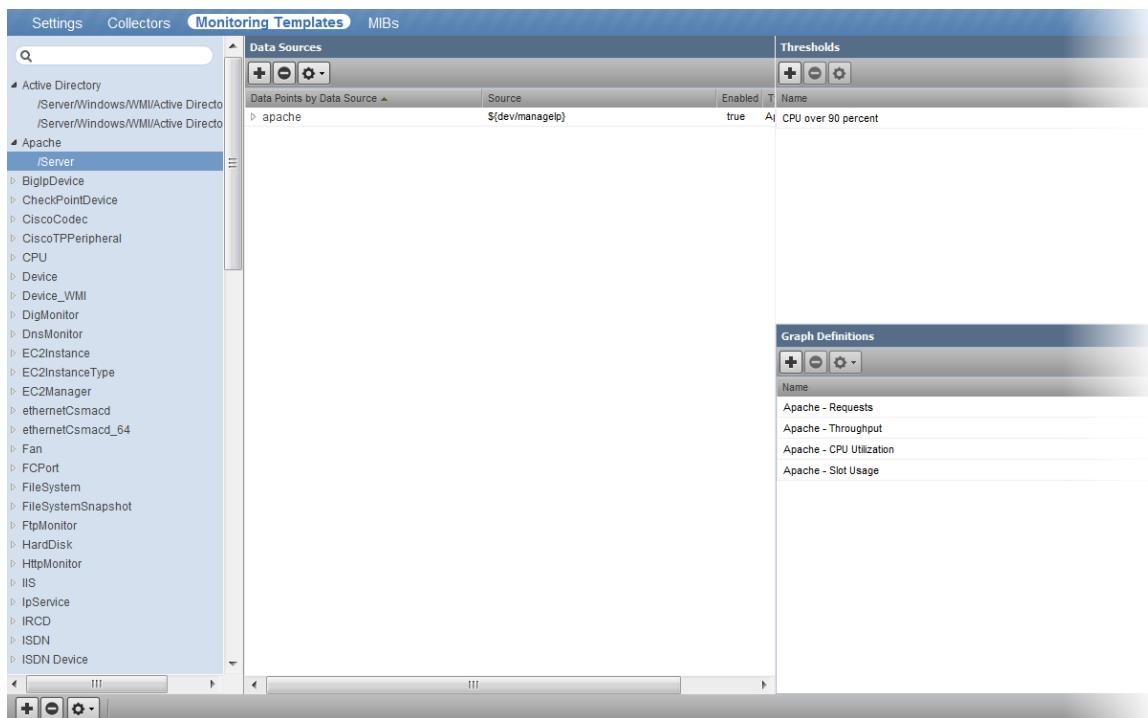 Settings Collectors Monitoring Templates MIBs
Active Directory
/Server/Windows/WMI/Active Directo
/Server/Windows/WMI/Active Directo
Apache
/Server
BigIpDevice
CheckPointDevice
CiscoCodec
CiscoTPPeripheral
CPU
Device
Device_WMI
DigMonitor
DnsMonitor
EC2Instance
EC2InstanceType
EC2Manager
ethernetCsmacd
ethernetCsmacd_64
Fan
FCPort
FileSystem
FileSystemSnapshot
FtpMonitor
HardDisk
HttpMonitor
IIS
IpService
IRCD
ISDN
ISDN Device
Data Sources
Data Points by Data Source Source Enabled T
apache ${dev/manageIp} true A
Thresholds
Name
CPU over 90 percent
Graph Definitions
Name
Apache - Requests
Apache - Throughput
Apache - CPU Utilization
Apache - Slot Usage